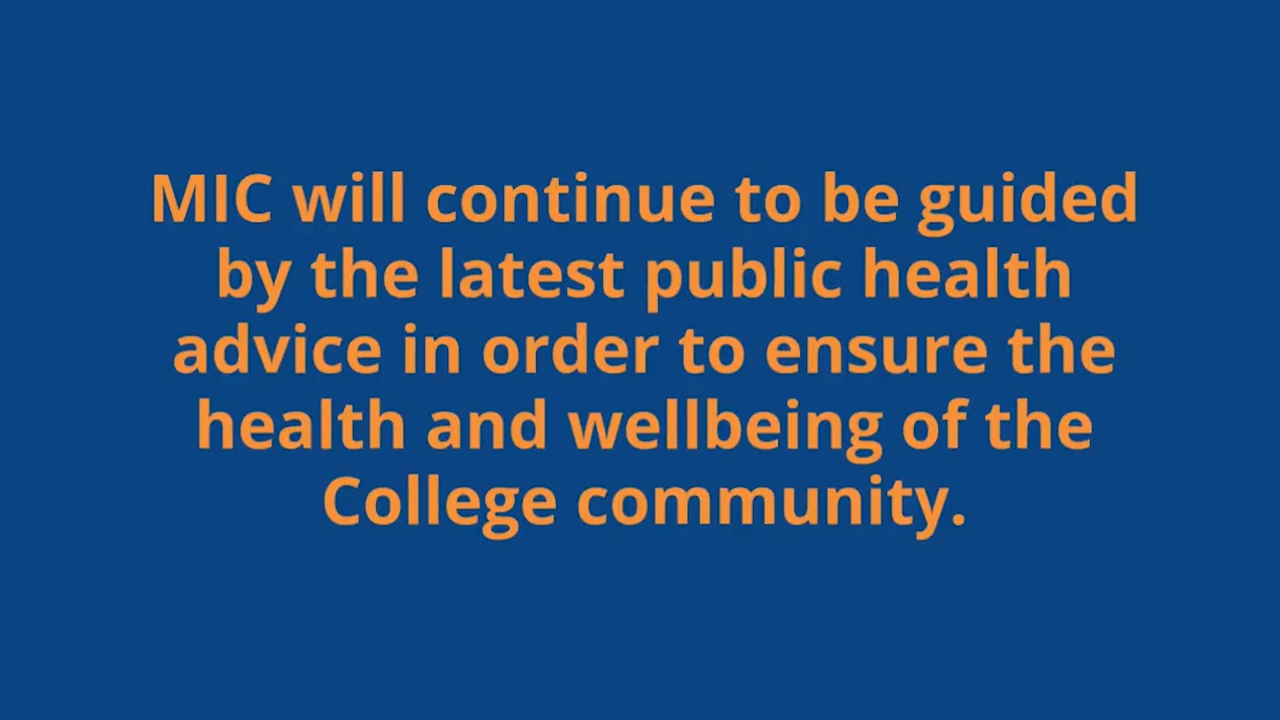 MIC will continue to be guided
by the latest public health
advice in order to ensure the
health and wellbeing of the
College community.